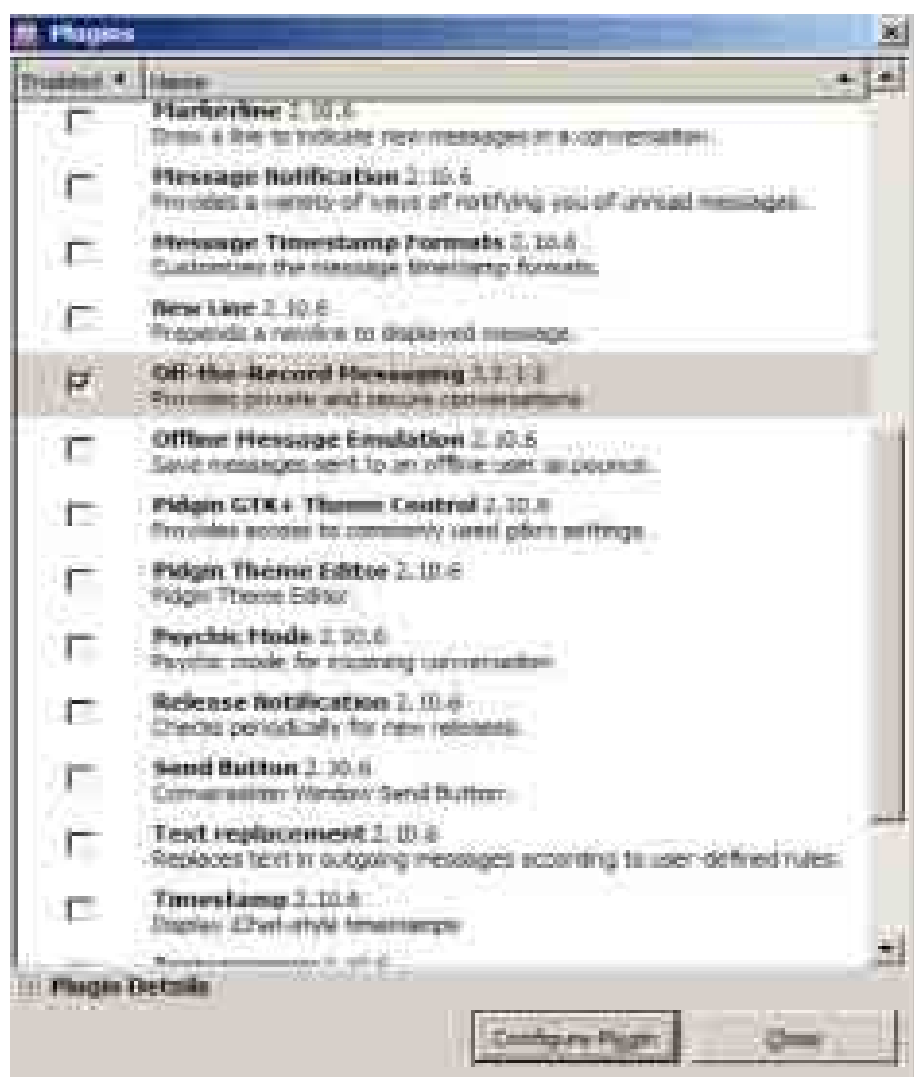 Plugins
Enabled Name
Markerline 2.10.6
Draw a line to indicate new messages in a conversation.
Message Notification 2.10.6
Provides a variety of ways of notifying you of unread messages.
Message Timestamp Formats 2.10.6
Customizes the message timestamp formats.
New Line 2.10.6
Prepends a newline to displayed message.
Off-the-Record Messaging
Provides private and secure conversations
Offline Message Emulation 2.10.6
Save messages sent to an offline user as pounce.
Pidgin GTK+ Theme Control 2.10.6
Provides access to commonly used gtkrc settings.
Pidgin Theme Editor 2.10.6
Pidgin Theme Editor.
Psychic Mode 2.10.6
Psychic mode for incoming conversation
Release Notification 2.10.6
Checks periodically for new releases.
Send Button 2.10.6
Conversation Window Send Button.
Text replacement 2.10.6
Replaces text in outgoing messages according to user-defined rules.
Timestamp 2.10.6
Display iChat-style timestamps
Plugin Details
Configure Plugin Close